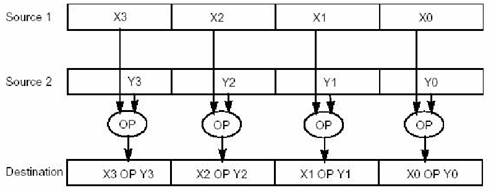 Source 1 X3 X2 X1 X0
Source 2 Y3 Y2 Y1 Y0
OP OP OP OP
Destination X3 OP Y3 X2 OP Y2 X1 OP Y1 X0 OP Y0